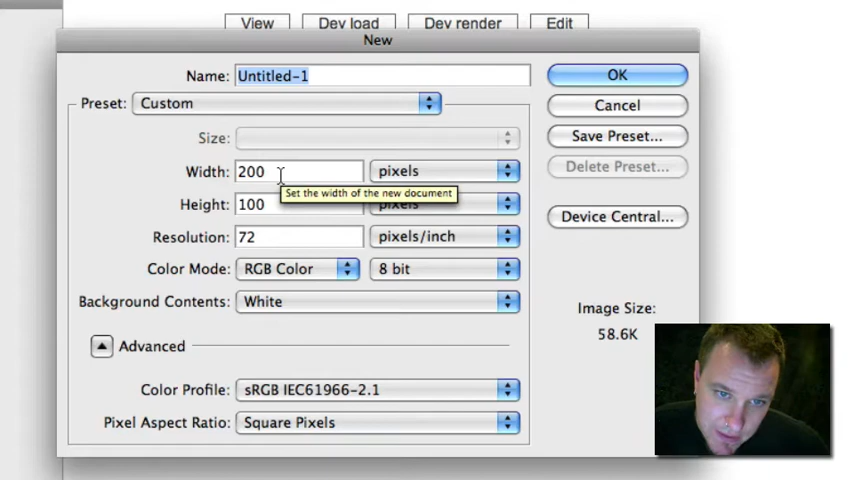 View Dev load Dev render Edit
New
Name: Untitled-1 OK
Preset: Custom Cancel
Size: Save Preset...
Width: 200 pixels Delete Preset...
Set the width of the new document
Height: 100 pixels Device Central...
Resolution: 72 pixels/inch
Color Mode: RGB Color 8 bit
Background Contents: White Image Size:
58.6K
Advanced
Color Profile: sRGB IEC61966-2.1
Pixel Aspect Ratio: Square Pixels